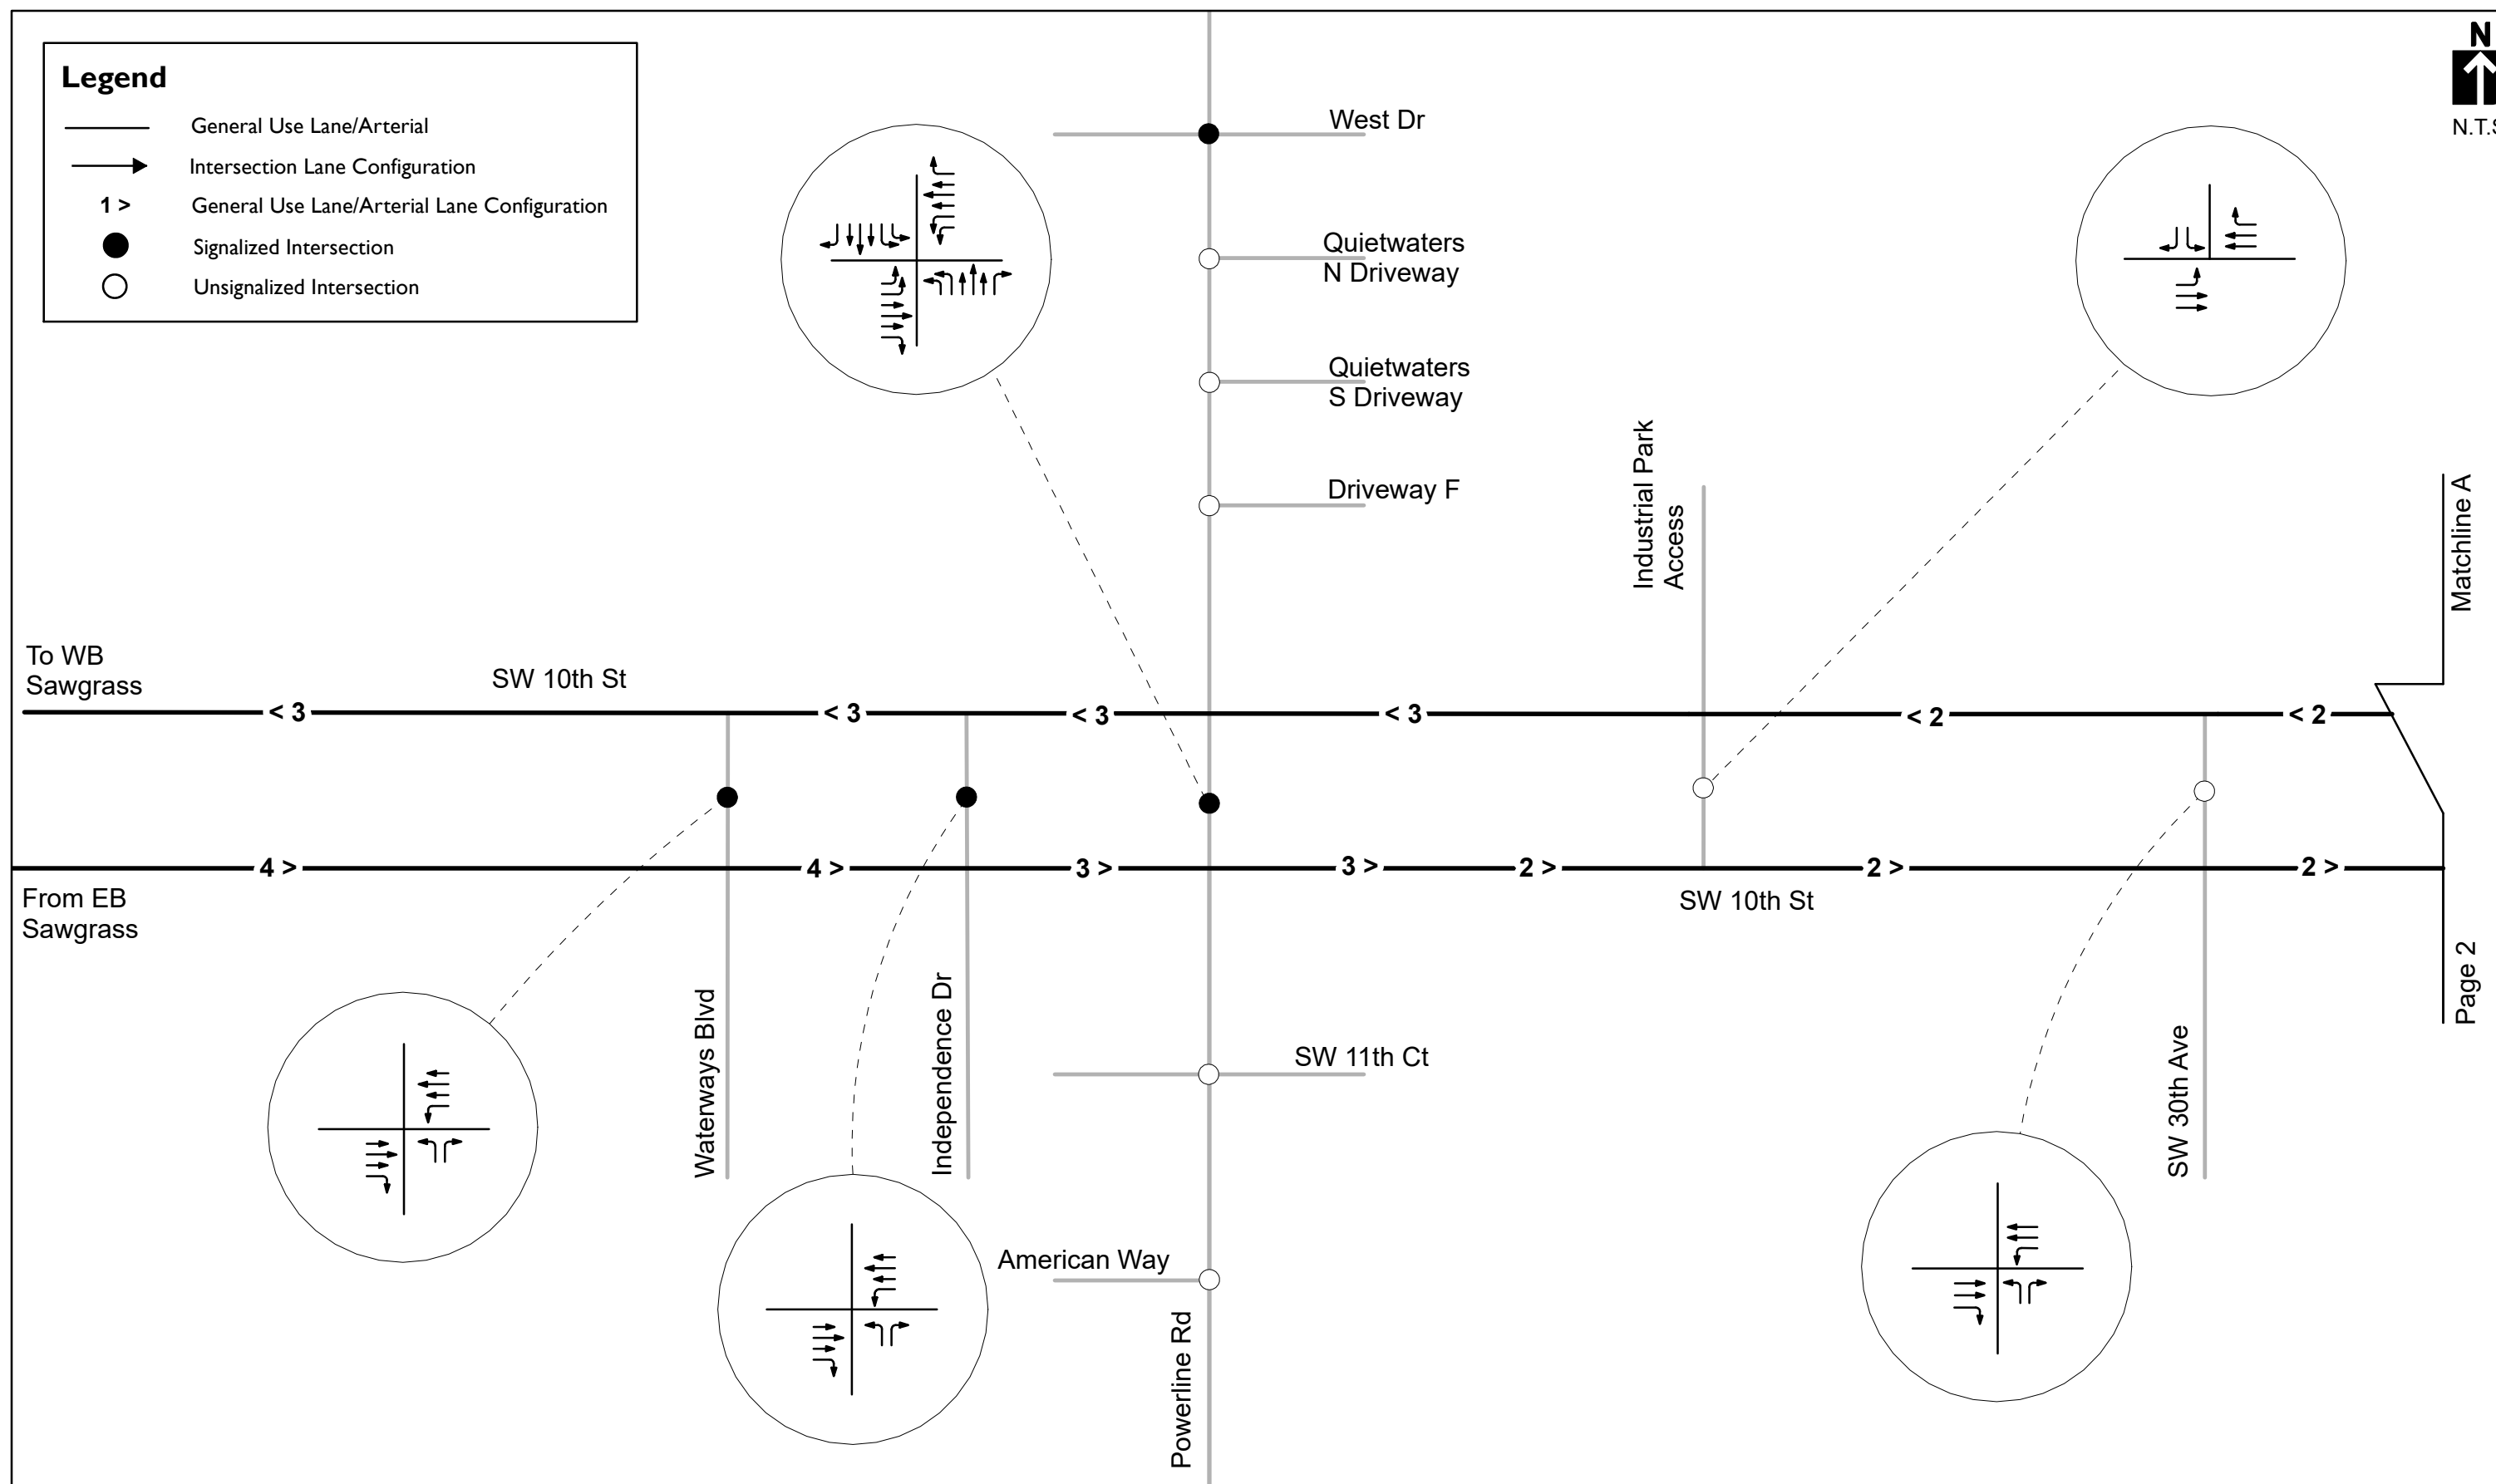 Legend
General Use Lane/Arterial
Intersection Lane Configuration
1 > General Use Lane/Arterial Lane Configuration
Signalized Intersection
Unsignalized Intersection
N
West Dr
Quietwaters
N Driveway
Quietwaters
S Driveway
Driveway F
Industrial Park
Access
Matchline A
To WB
Sawgrass
SW 10th St
< 3
< 3
< 3
< 3
< 2
< 2
4 >
4 >
3 >
3 >
2 >
2 >
2 >
From EB
Sawgrass
SW 10th St
Page 2
Waterways Blvd
Independence Dr
SW 11th Ct
SW 30th Ave
American Way
Powerline Rd